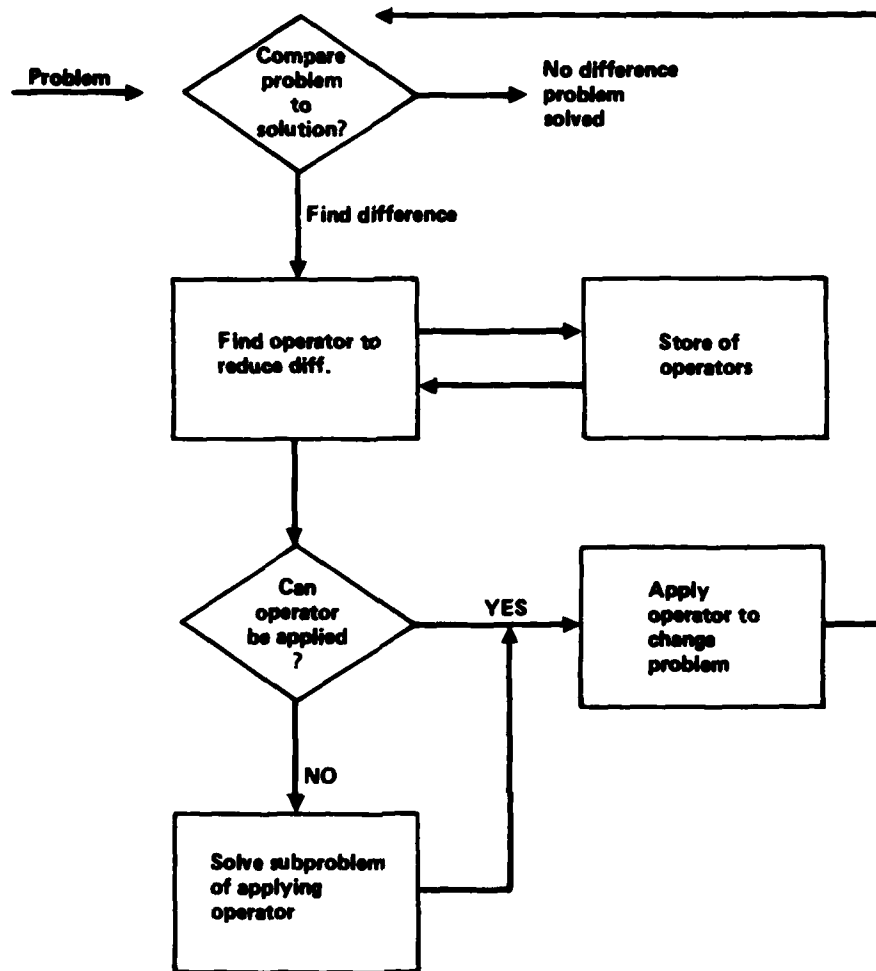 Problem
Compare
problem
to
solution?
No difference
problem
solved
Find difference
Find operator to
reduce diff.
Store of
operators
Can
operator
be applied
?
YES
Apply
operator to
change
problem
NO
Solve subproblem
of applying
operator